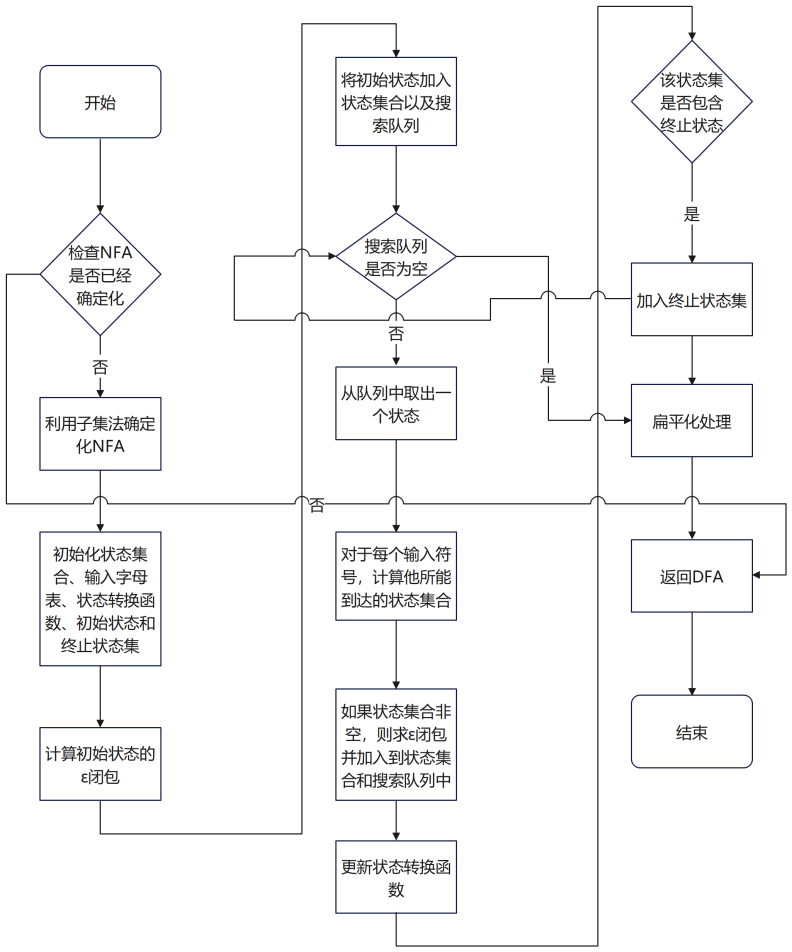 开始
检查NFA
是否已经
确定化
否
利用子集法确定
化NFA
否
初始化状态集
合、输入字母
表、状态转换函
数、初始状态和
终止状态集
计算初始状态的
ε闭包
将初始状态加入
状态集合以及搜
索队列
搜索队列
是否为空
否
是
从队列中取出一
个状态
对于每个输入符
号，计算他所能
到达的状态集合
如果状态集合非
空，则求ε闭包
并加入到状态集
合和搜索队列中
更新状态转换函
数
该状态集
是否包含
终止状态
是
加入终止状态集
扁平化处理
返回DFA
结束